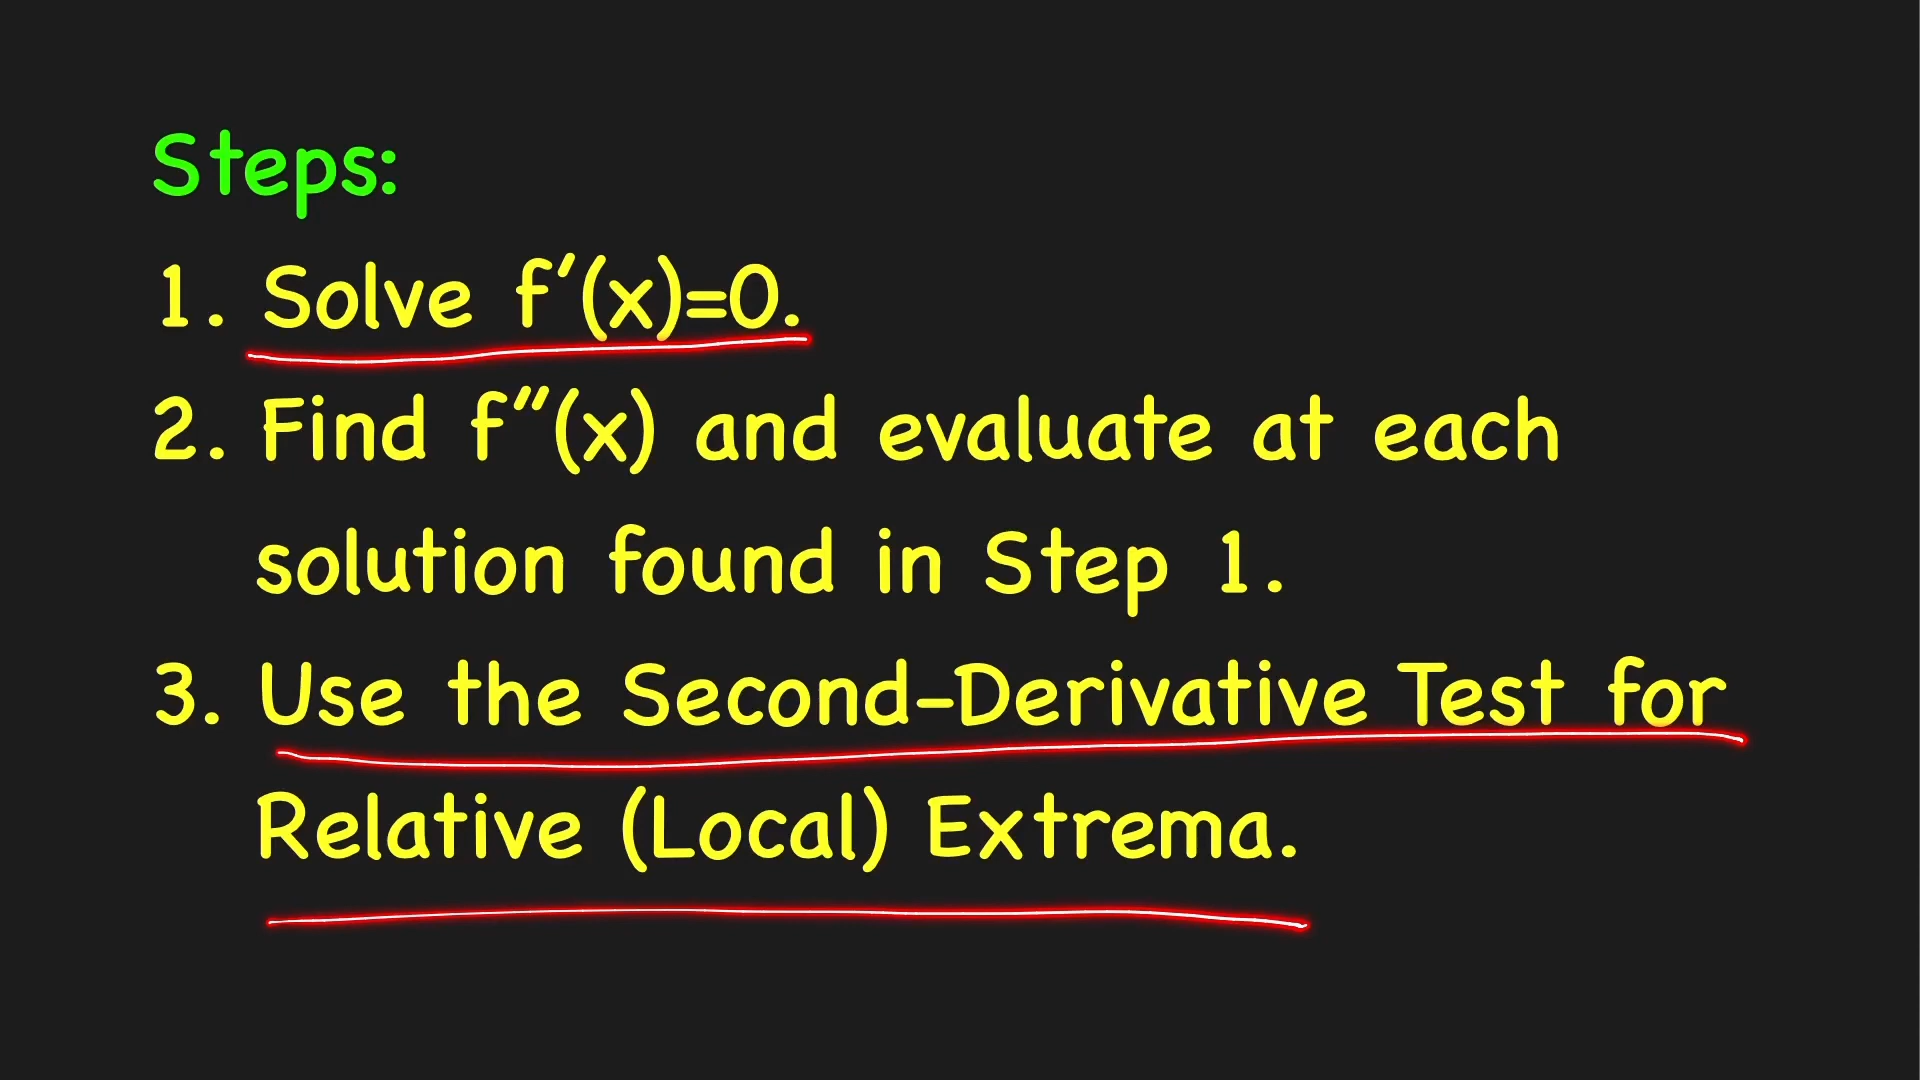 Steps:
1. Solve f′(x)=0.
2. Find f″(x) and evaluate at each
solution found in Step 1.
3. Use the Second-Derivative Test for
Relative (Local) Extrema.